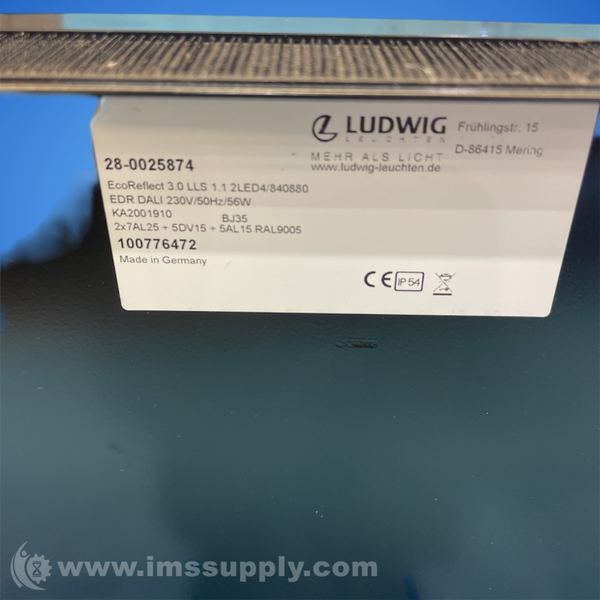 LUDWIG
LEUCHTEN
MEHR ALS LICHT
www.ludwig-leuchten.de
Frühlingstr. 15
D-86415 Mering
28-0025874
EcoReflect 3.0 LLS 1.1 2LED4/840880
EDR DALI 230V/50Hz/56W
KA2001910 BJ35
2x7AL25 + 5DV15 + 5AL15 RAL9005
100776472
Made in Germany
CE IP54
www.imssupply.com